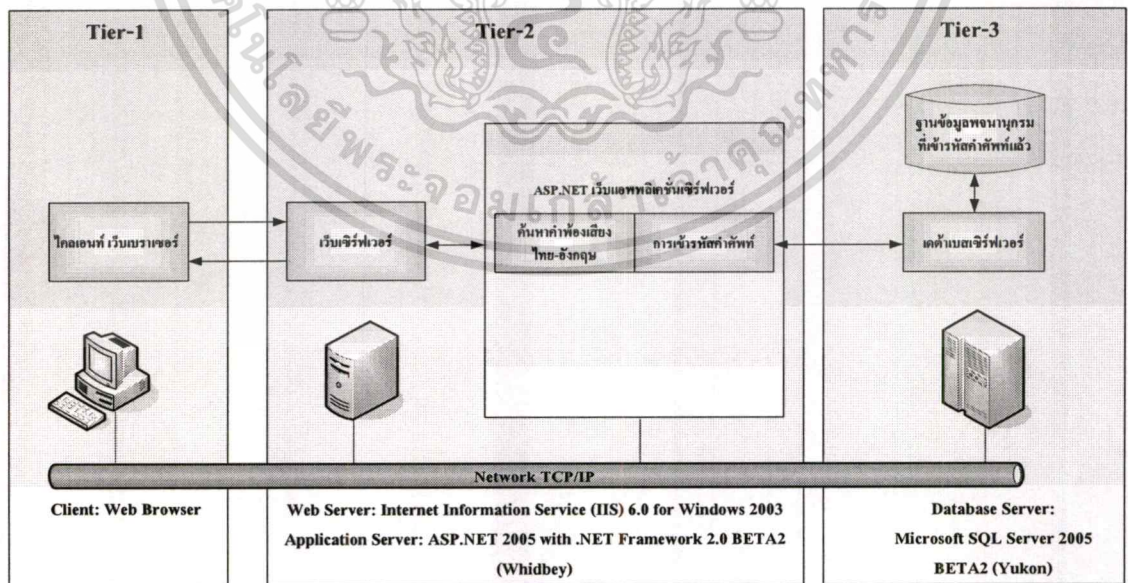 Tier-1
Tier-2
Tier-3
ไคลเอนท์ เว็บเบราเซอร์
เว็บเซิร์ฟเวอร์
ASP.NET เว็บแอพพลิเคชั่นเซิร์ฟเวอร์
ค้นหาคำพ้องเสียง
ไทย-อังกฤษ
การเข้ารหัสคำศัพท์
ฐานข้อมูลพจนานุกรม
ที่เข้ารหัสคำศัพท์แล้ว
เดต้าเบสเซิร์ฟเวอร์
Network TCP/IP
Client: Web Browser
Web Server: Internet Information Service (IIS) 6.0 for Windows 2003
Application Server: ASP.NET 2005 with .NET Framework 2.0 BETA2
(Whidbey)
Database Server:
Microsoft SQL Server 2005
BETA2 (Yukon)